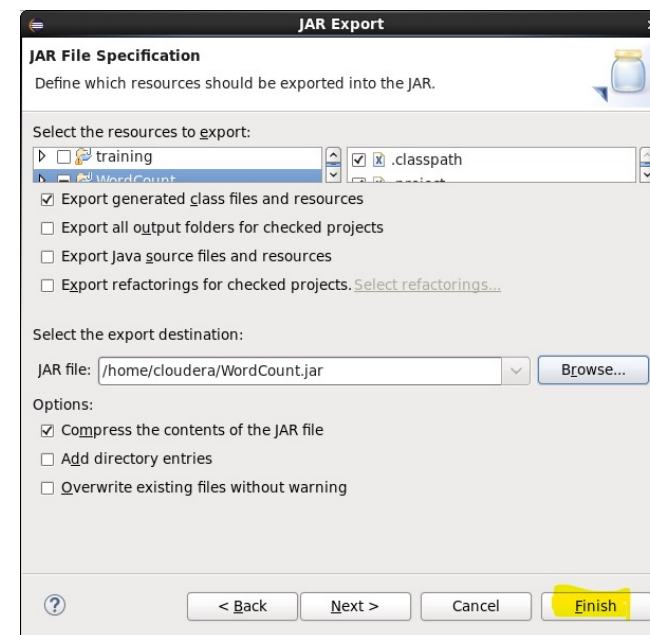 JAR Export
JAR File Specification
Define which resources should be exported into the JAR.
Select the resources to export:
training
.classpath
WordCount
.project
Export generated class files and resources
Export all output folders for checked projects
Export Java source files and resources
Export refactorings for checked projects. Select refactorings...
Select the export destination:
JAR file: /home/cloudera/WordCount.jar Browse...
Options:
Compress the contents of the JAR file
Add directory entries
Overwrite existing files without warning
? < Back Next > Cancel Finish